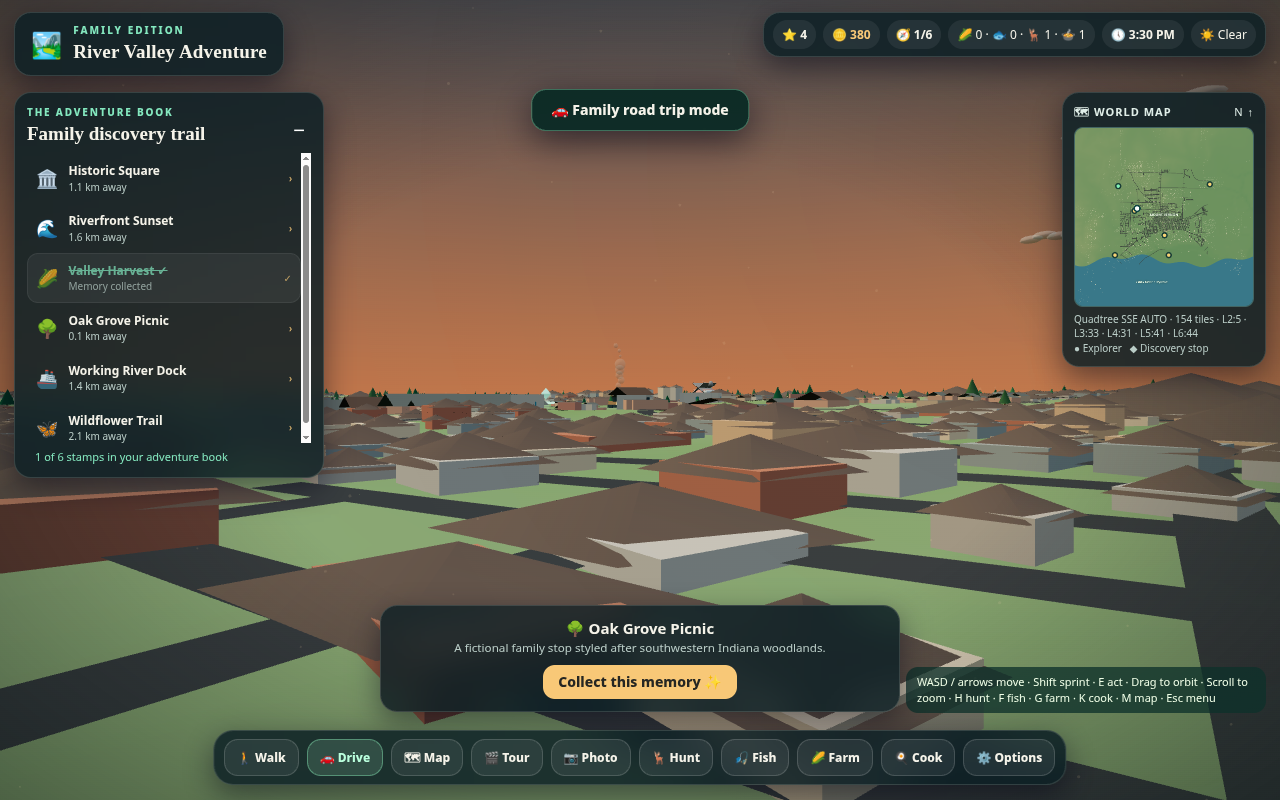 FAMILY EDITION
River Valley Adventure
4
380
1/6
0 · 0 · 1 · 1
3:30 PM
Clear
Family road trip mode
THE ADVENTURE BOOK
Family discovery trail
–
Historic Square
1.1 km away
Riverfront Sunset
1.6 km away
Valley Harvest ✓
Memory collected
✓
Oak Grove Picnic
0.1 km away
Working River Dock
1.4 km away
Wildflower Trail
2.1 km away
1 of 6 stamps in your adventure book
WORLD MAP
N ↑
Quadtree SSE AUTO · 154 tiles · L2:5 ·
L3:33 · L4:31 · L5:41 · L6:44
● Explorer ◆ Discovery stop
Oak Grove Picnic
A fictional family stop styled after southwestern Indiana woodlands.
Collect this memory ✨
WASD / arrows move · Shift sprint · E act · Drag to orbit · Scroll to
zoom · H hunt · F fish · G farm · K cook · M map · Esc menu
Walk
Drive
Map
Tour
Photo
Hunt
Fish
Farm
Cook
Options